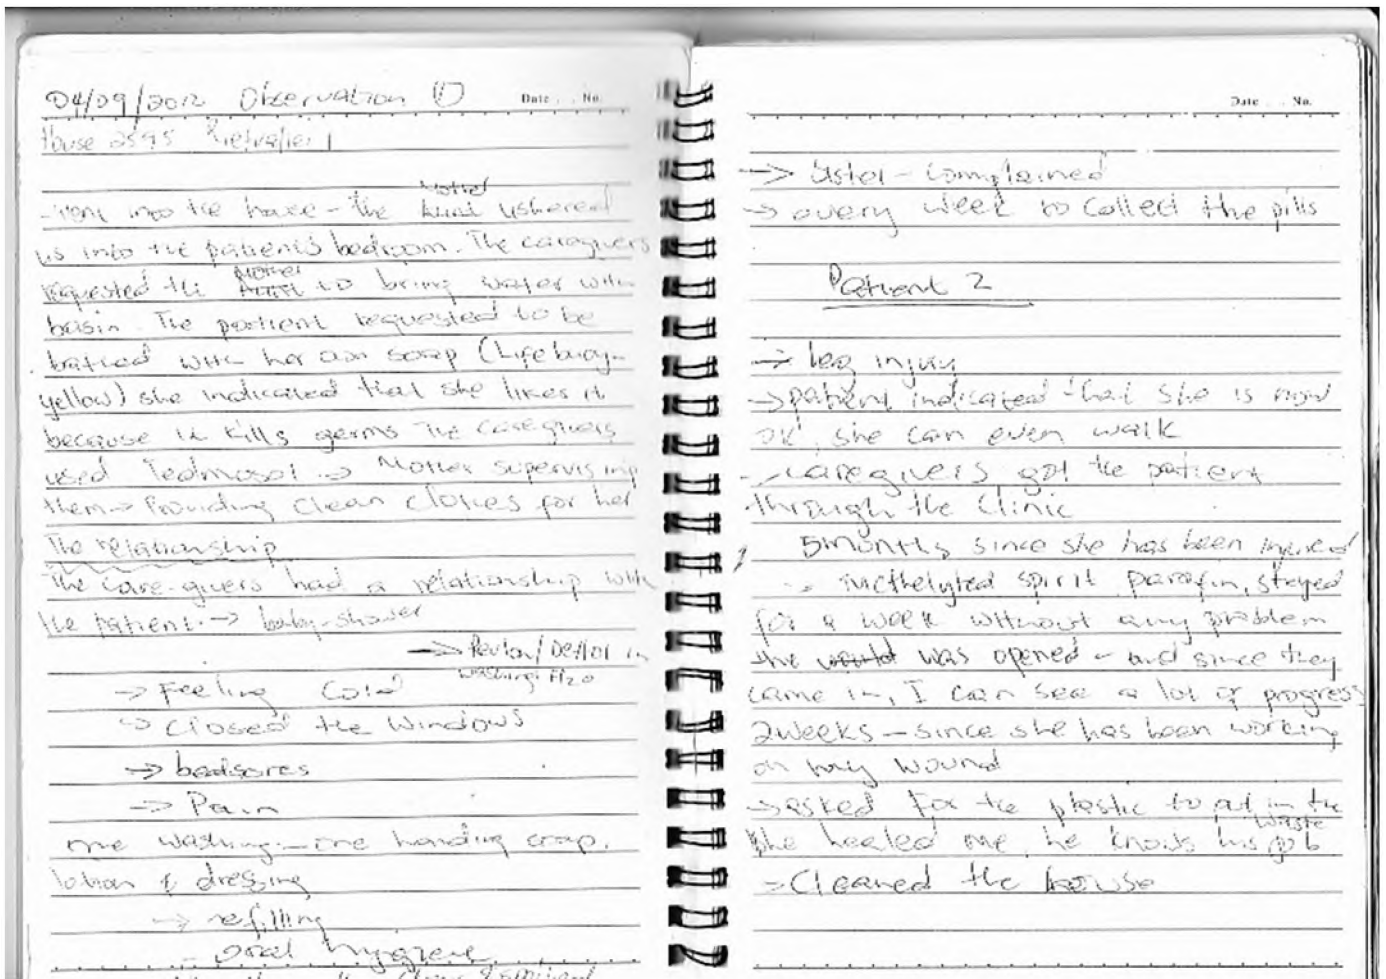 04/09/2012 Observation ①
Date . . No.
House 2595
- Went into the house - the Mother ushered
us into the patient's bedroom. The caregivers
requested the Mother to bring water with
basin. The patient requested to be
bathed with her own soap (Lifebuoy-
yellow) she indicated that she likes it
because it kills germs The caregivers
used Tedmosol → Mother supervising
them → Providing clean clothes for her
The relationship
The care-givers had a relationship with
the patient. → baby-shower
→ / Dettol in
washing H2O
→ Feeling Cold
→ Closed the windows
→ bedsores
→ Pain
one washing - one handing soap,
lotion & dressing
→ refilling
- oral hygiene
Date . . No.
→ Sister - complained
→ every week to collect the pills
Patient 2
→ leg injury
→ patient indicated that she is now
OK, she can even walk
- caregivers got the patient
through the Clinic
5months since she has been injured
→ methelyted spirit parafin, stayed
for a week without any problem
the would was opened - and since they
came in, I can see a lot of progress
2weeks - since she has been working
on my wound
→ asked for the plastic to put in the
waste
she healed me, he knows his job
→ Cleaned the house